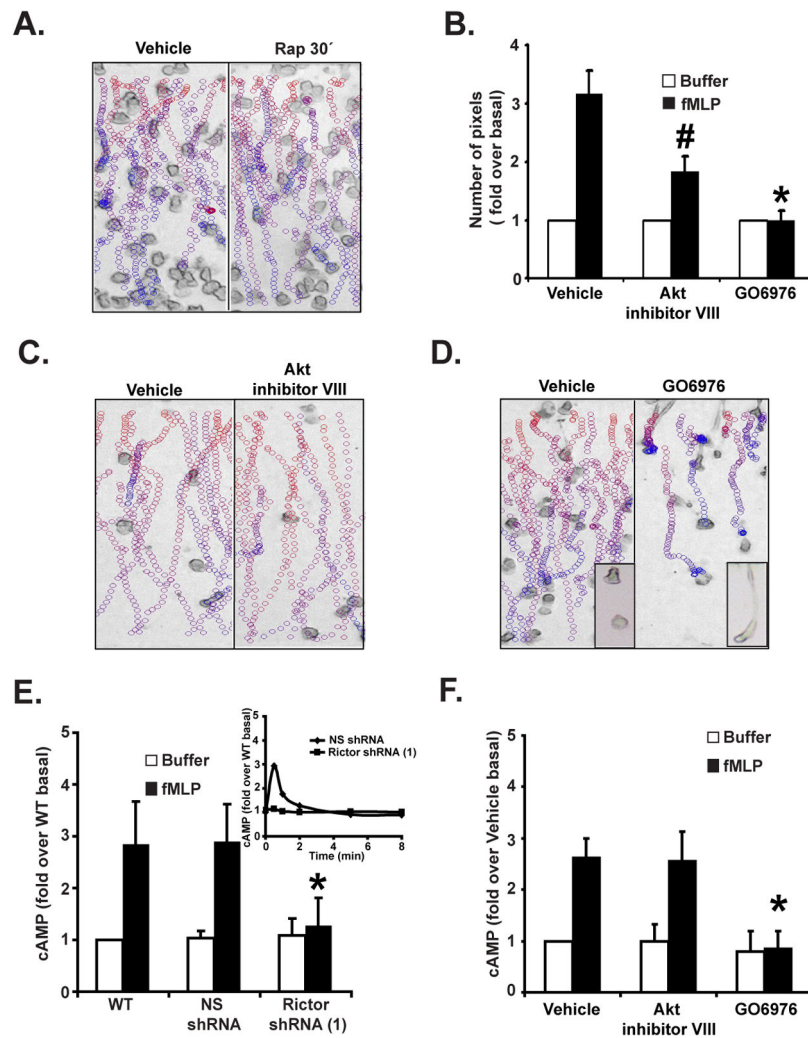 A.
Vehicle
Rap 30´
B.
Number of pixels
( fold over basal)
4
3
2
1
0
Buffer
fMLP
#
*
Vehicle
Akt
inhibitor VIII
GO6976
C.
Vehicle
Akt
inhibitor VIII
D.
Vehicle
GO6976
E.
cAMP (fold over WT basal)
5
4
3
2
1
0
Buffer
fMLP
*
WT
NS
shRNA
Rictor
shRNA (1)
cAMP (fold over WT basal)
5
4
3
2
1
0
NS shRNA
Rictor shRNA (1)
0
2
4
6
8
Time (min)
F.
cAMP (fold over Vehicle basal)
5
4
3
2
1
0
Buffer
fMLP
*
Vehicle
Akt
inhibitor VIII
GO6976